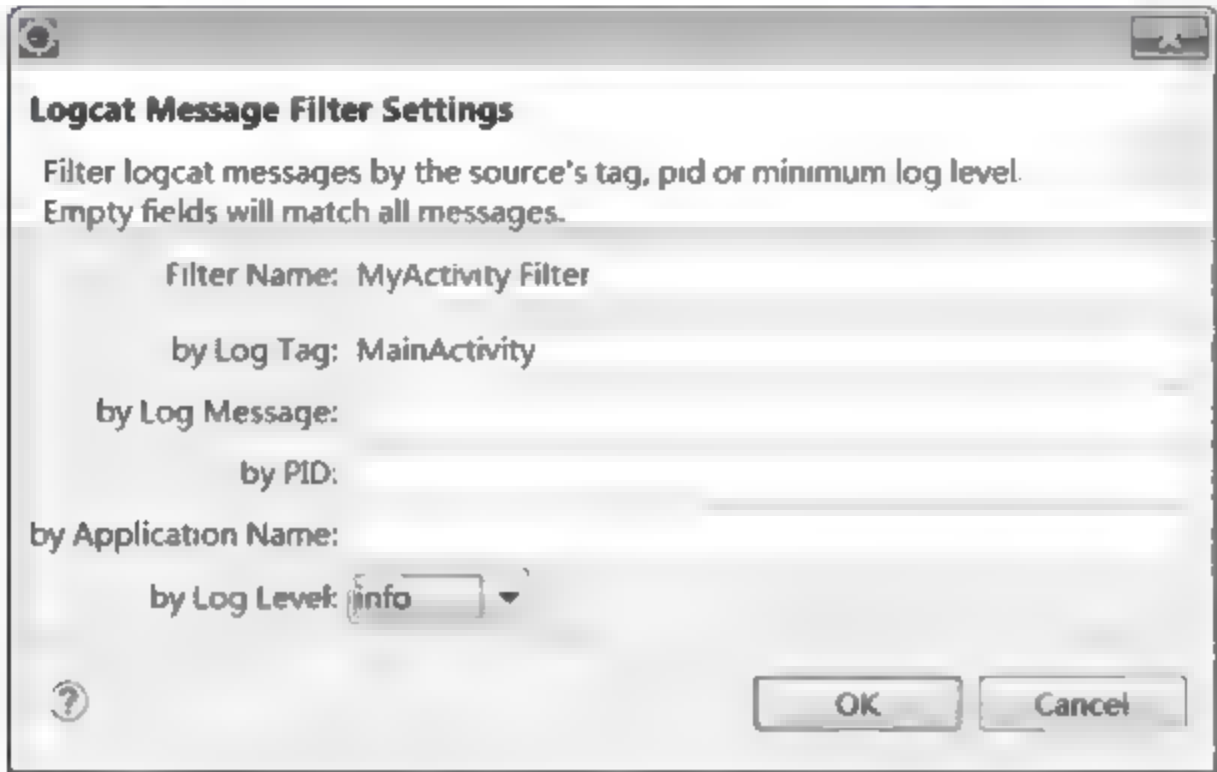 Logcat Message Filter Settings
Filter logcat messages by the source's tag, pid or minimum log level.
Empty fields will match all messages.
Filter Name: MyActivity Filter
by Log Tag: MainActivity
by Log Message:
by PID:
by Application Name:
by Log Level: info
?
OK Cancel